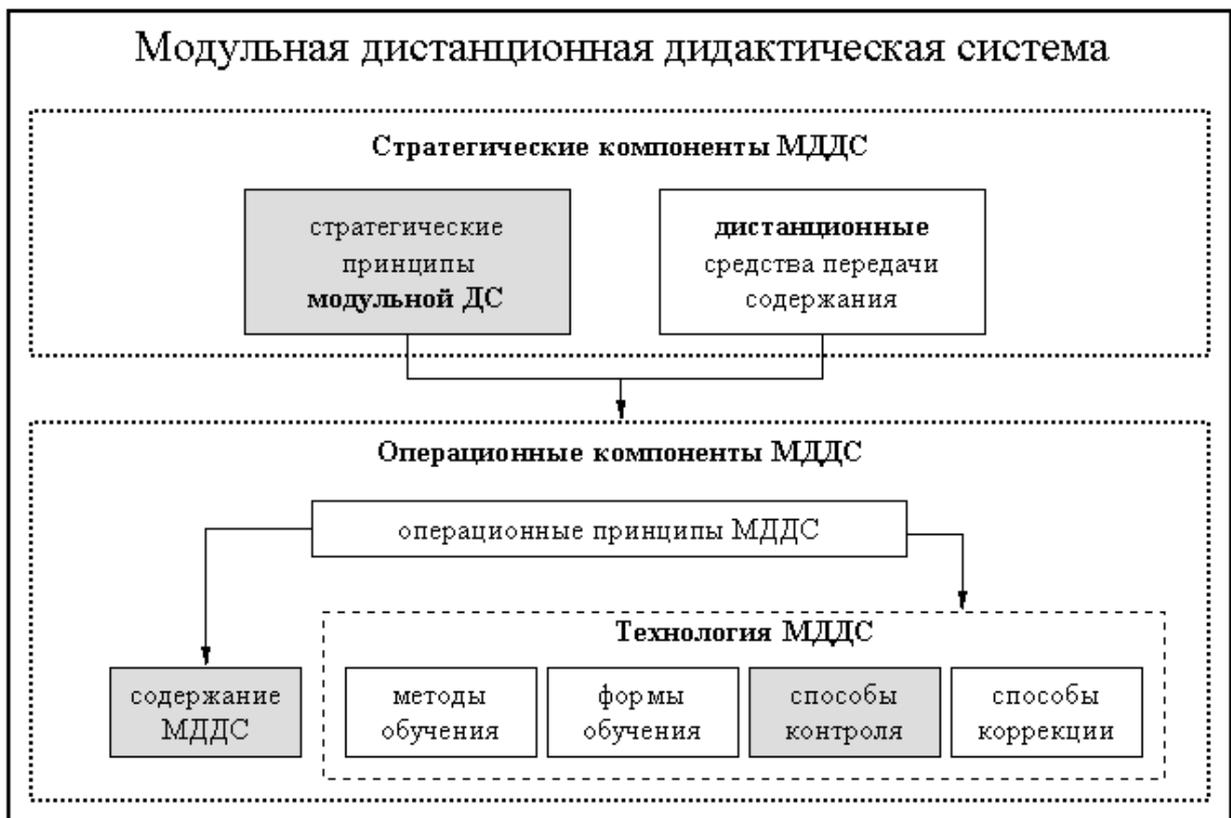 Модульная дистанционная дидактическая система
Стратегические компоненты МДДС
стратегические
принципы
модульной ДС
дистанционные
средства передачи
содержания
Операционные компоненты МДДС
операционные принципы МДДС
Технология МДДС
содержание
МДДС
методы
обучения
формы
обучения
способы
контроля
способы
коррекции